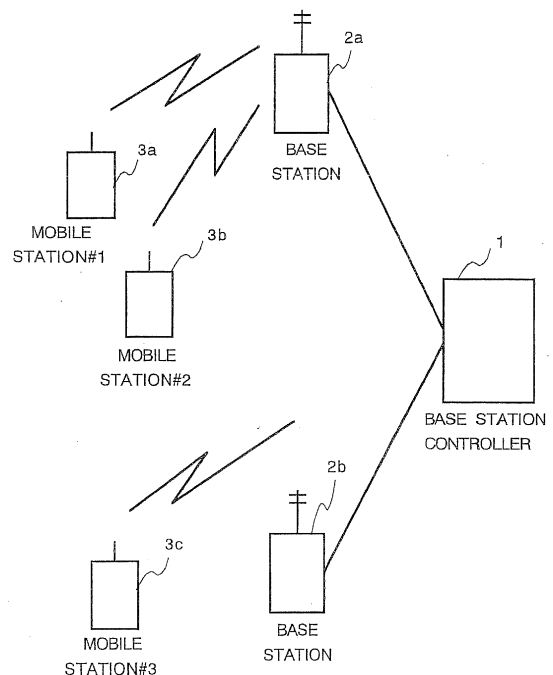 2a
BASE
STATION
3a
MOBILE
STATION#1
3b
MOBILE
STATION#2
1
BASE STATION
CONTROLLER
2b
BASE
STATION
3c
MOBILE
STATION#3